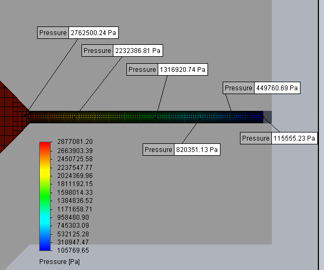 Pressure 2762500.24 Pa
Pressure 2232386.81 Pa
Pressure 1316920.74 Pa
Pressure 449760.69 Pa
Pressure 115555.23 Pa
Pressure 820351.13 Pa
2877081.20
2663903.39
2450725.58
2237547.77
2024369.96
1811192.15
1598014.33
1384836.52
1171658.71
958480.90
745303.09
532125.28
318947.47
105769.65
Pressure [Pa]